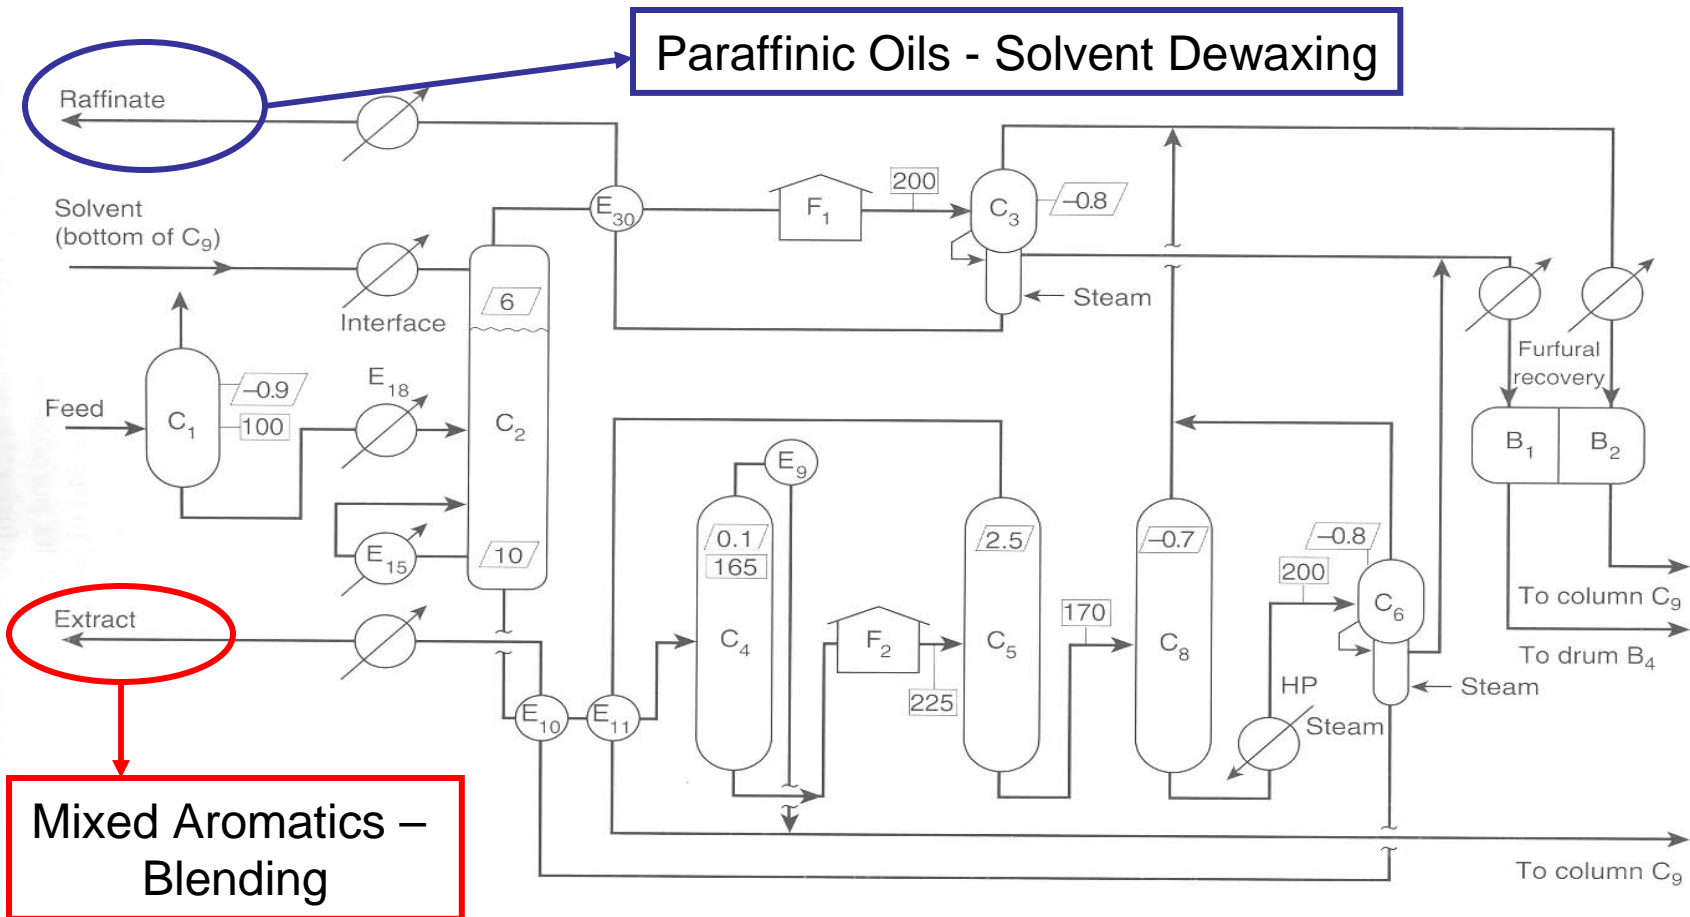 Paraffinic Oils - Solvent Dewaxing
Raffinate
Solvent
(bottom of C9)
E30
F1
200
C3
–0.8
Steam
Interface
6
Feed
C1
–0.9
100
E18
C2
E15
10
Furfural
recovery
B1
B2
E9
0.1
165
C4
2.5
C5
–0.7
C8
–0.8
200
C6
170
F2
225
HP
Steam
Steam
To column C9
To drum B4
Extract
E10
E11
Mixed Aromatics –
Blending
To column C9